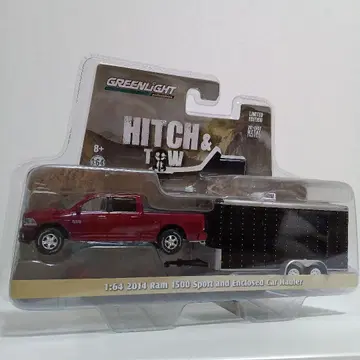 GREENLIGHT
HITCH &
TOW
LIMITED
EDITION
8+
1:64
1:64 2014 Ram 1500 Sport and Enclosed Car Hauler